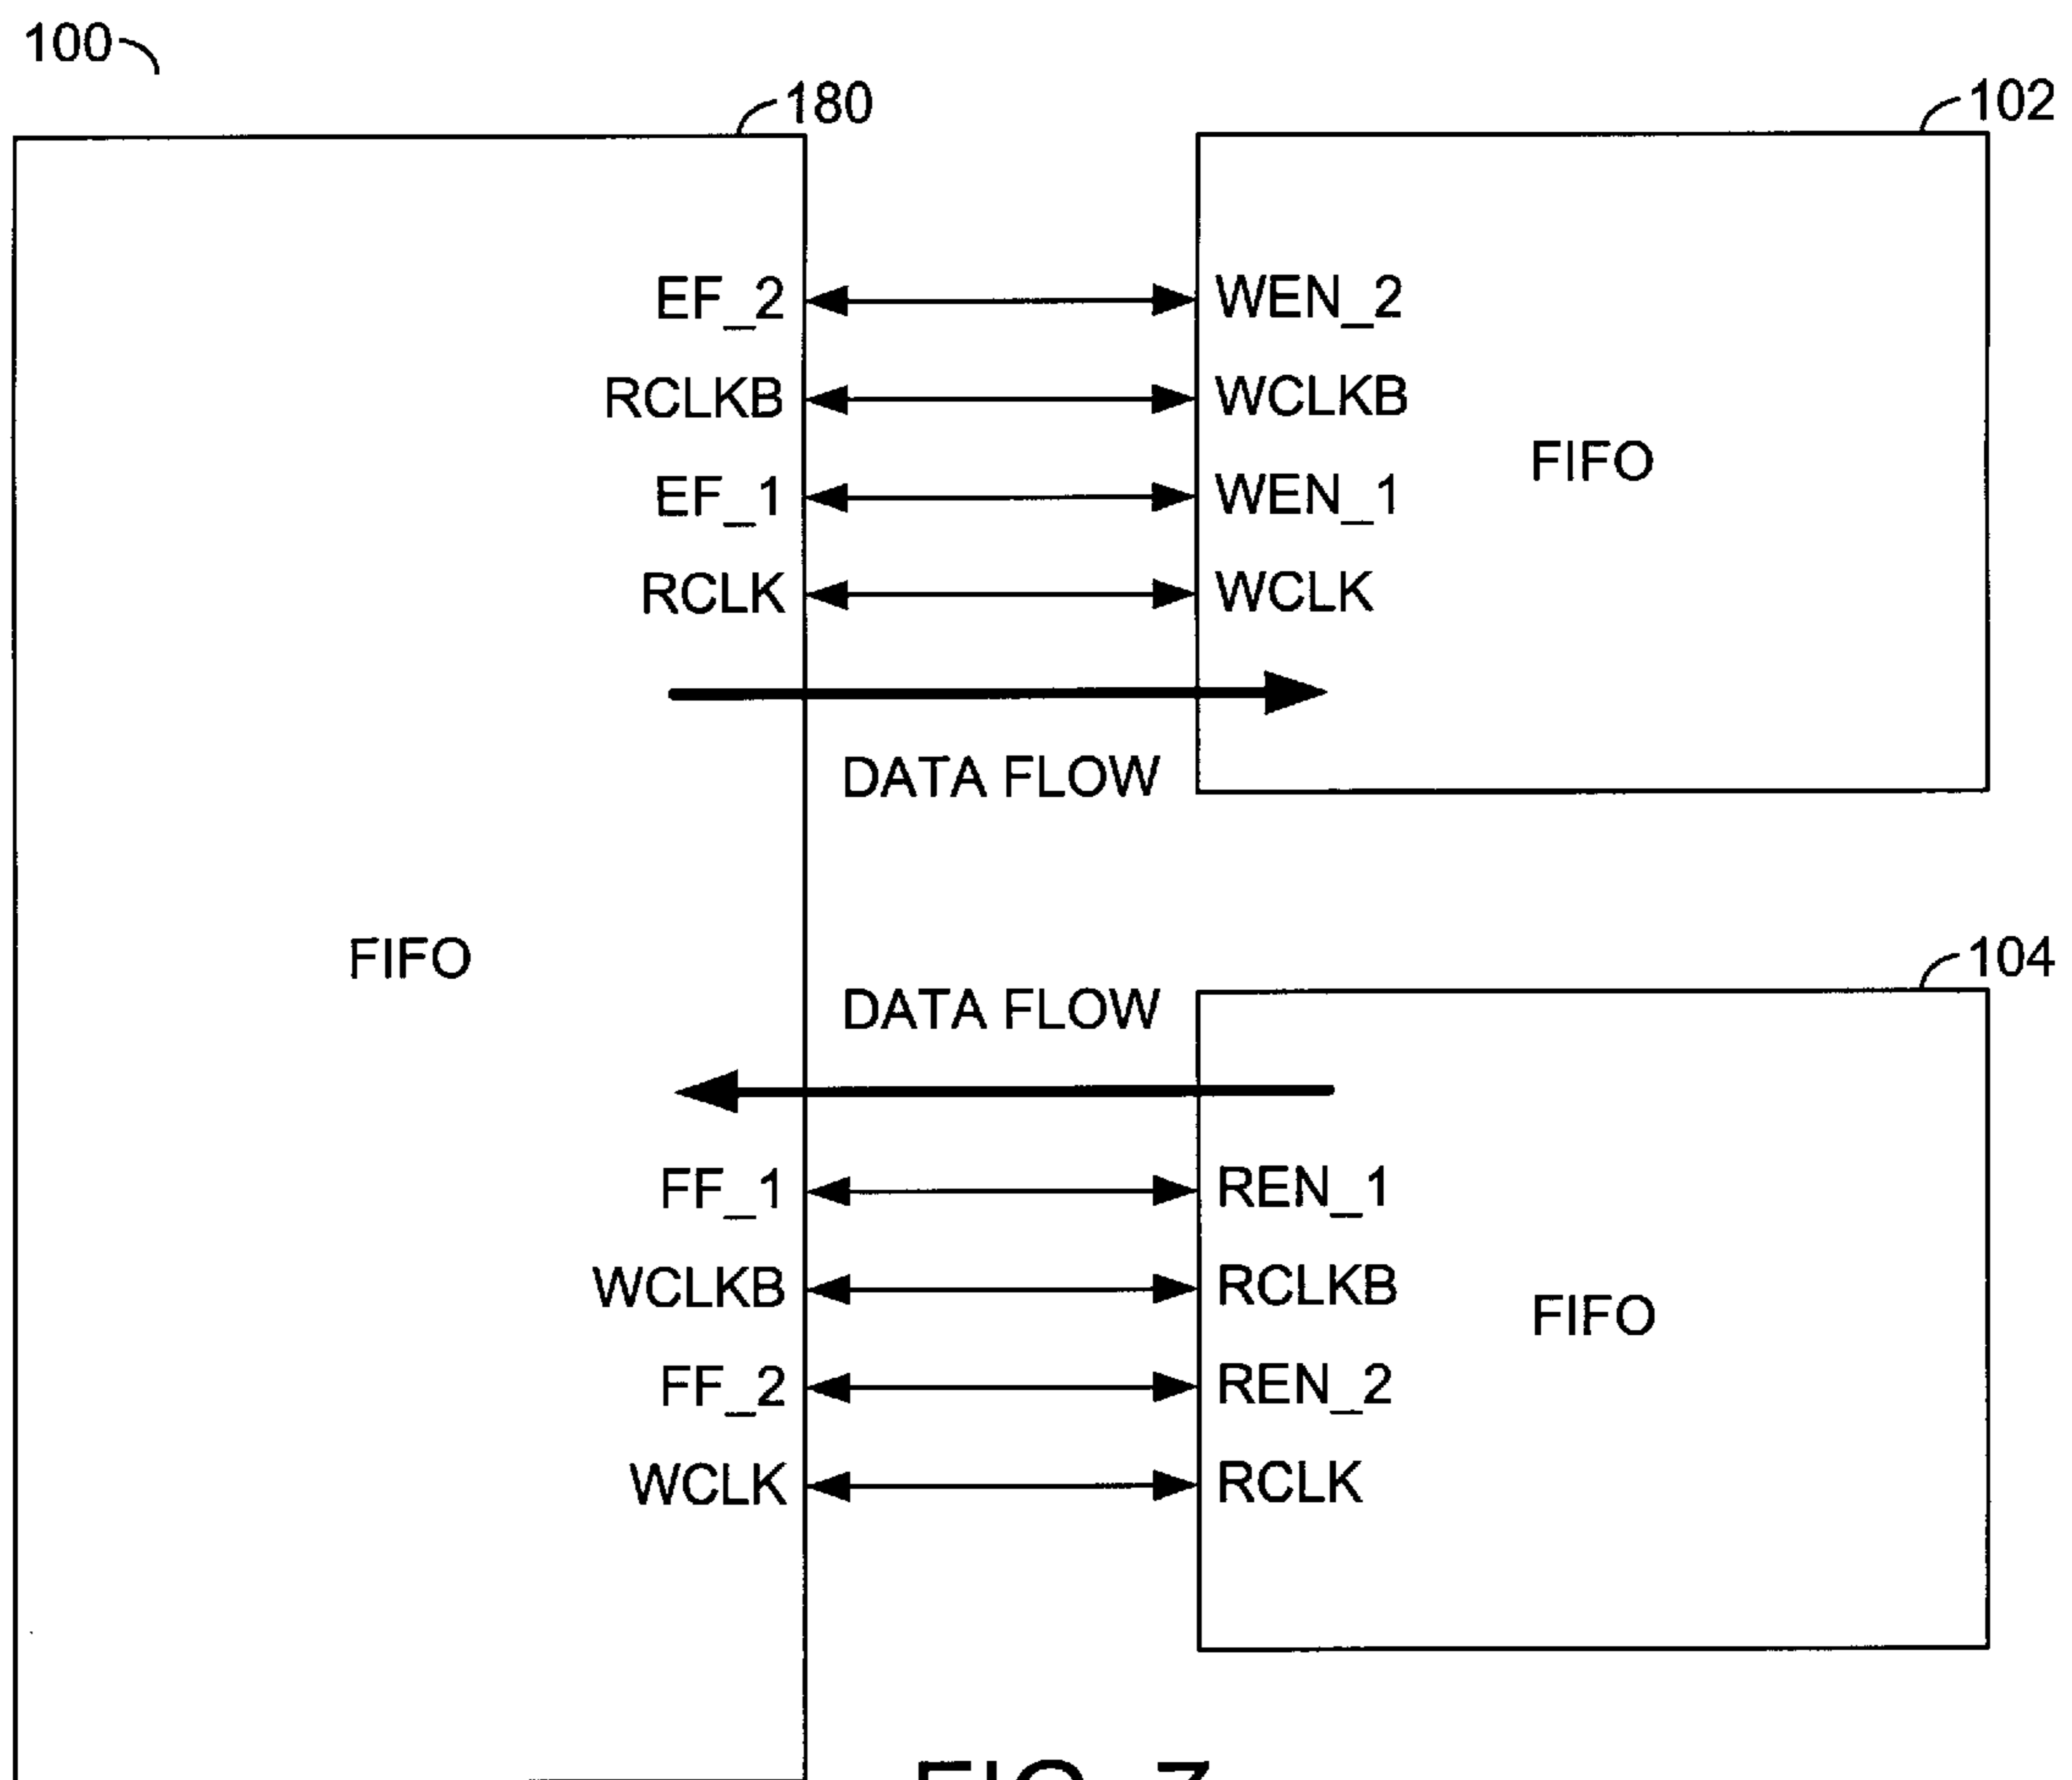 100
180
102
EF_2 WEN_2
RCLKB WCLKB
FIFO
EF_1 WEN_1
RCLK WCLK
DATA FLOW
FIFO
104
DATA FLOW
FF_1 REN_1
WCLKB RCLKB
FIFO
FF_2 REN_2
WCLK RCLK